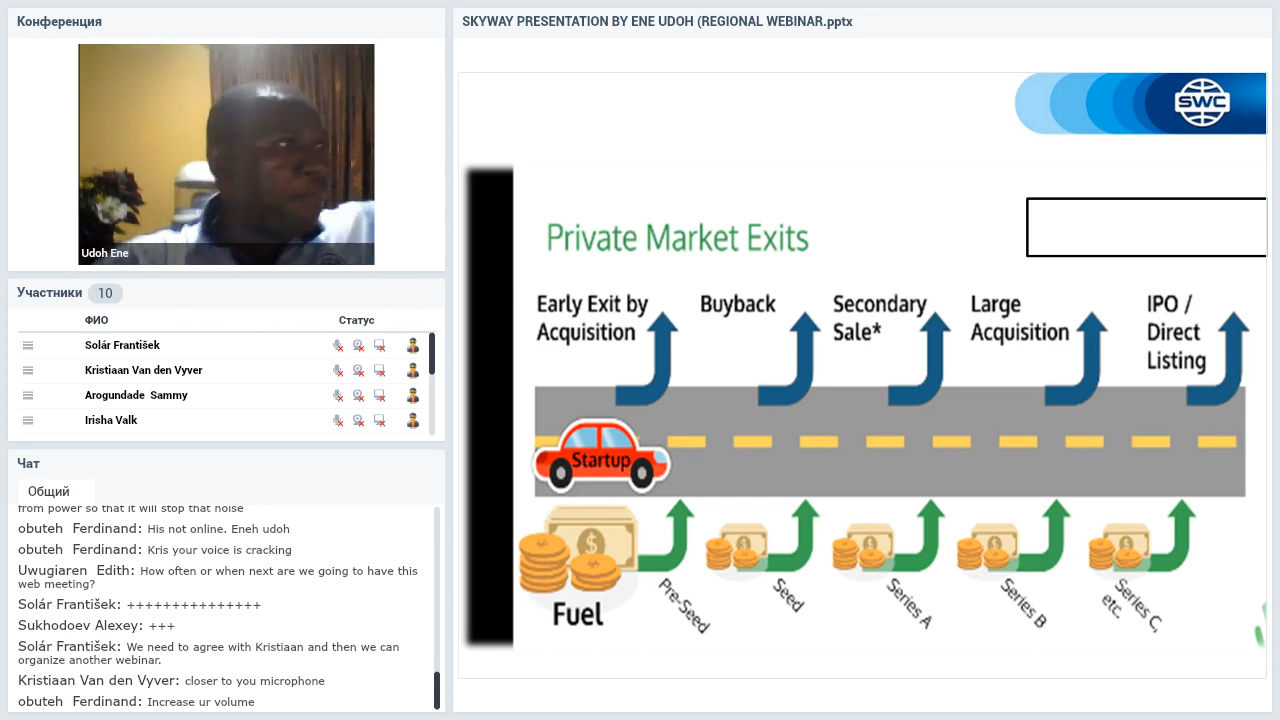 Конференция
Udoh Ene
Участники 10
ФИО Статус
Solár František
Kristiaan Van den Vyver
Arogundade Sammy
Irisha Valk
Чат
Общий
from power so that it will stop that noise
obuteh Ferdinand: His not online. Eneh udoh
obuteh Ferdinand: Kris your voice is cracking
Uwugiaren Edith: How often or when next are we going to have this
web meeting?
Solár František: +++++++++++++++
Sukhodoev Alexey: +++
Solár František: We need to agree with Kristiaan and then we can
organize another webinar.
Kristiaan Van den Vyver: closer to you microphone
obuteh Ferdinand: Increase ur volume
SKYWAY PRESENTATION BY ENE UDOH (REGIONAL WEBINAR.pptx
SWC
Private Market Exits
Early Exit by
Acquisition
Buyback
Secondary
Sale*
Large
Acquisition
IPO /
Direct
Listing
Startup
Fuel
Pre-Seed
Seed
Series A
Series B
Series C,
etc.